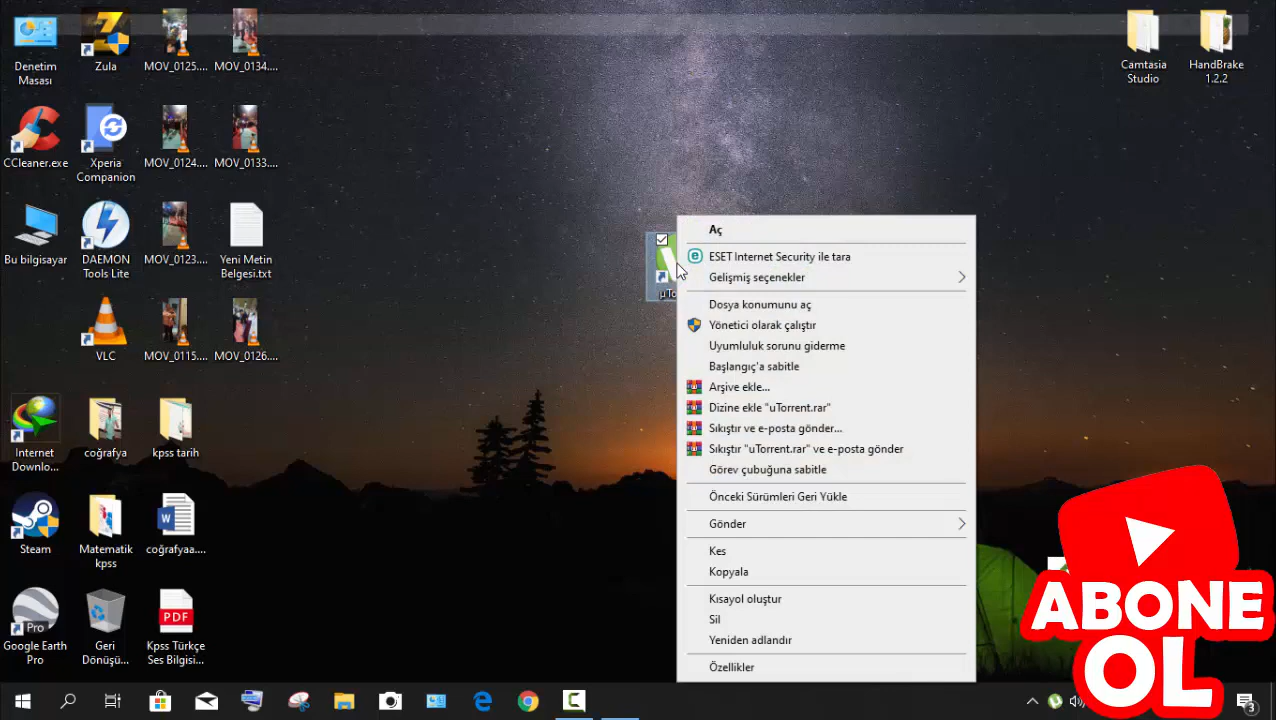 Denetim
Masası
Zula
MOV_0125....
MOV_0134....
Camtasia
Studio
HandBrake
1.2.2
CCleaner.exe
Xperia
Companion
MOV_0124....
MOV_0133....
Bu bilgisayar
DAEMON
Tools Lite
MOV_0123....
Yeni Metin
Belgesi.txt
VLC
MOV_0115....
MOV_0126....
Internet
Downlo...
coğrafya
kpss tarih
Steam
Matematik
kpss
coğrafyaa....
Pro
Google Earth
Pro
Geri
Dönüşü...
PDF
Kpss Türkçe
Ses Bilgisi...
Aç
ESET Internet Security ile tara
Gelişmiş seçenekler
Dosya konumunu aç
Yönetici olarak çalıştır
Uyumluluk sorunu giderme
Başlangıç'a sabitle
Arşive ekle...
Dizine ekle "uTorrent.rar"
Sıkıştır ve e-posta gönder...
Sıkıştır "uTorrent.rar" ve e-posta gönder
Görev çubuğuna sabitle
Önceki Sürümleri Geri Yükle
Gönder
Kes
Kopyala
Kısayol oluştur
Sil
Yeniden adlandır
Özellikler
ABONE
OL
3